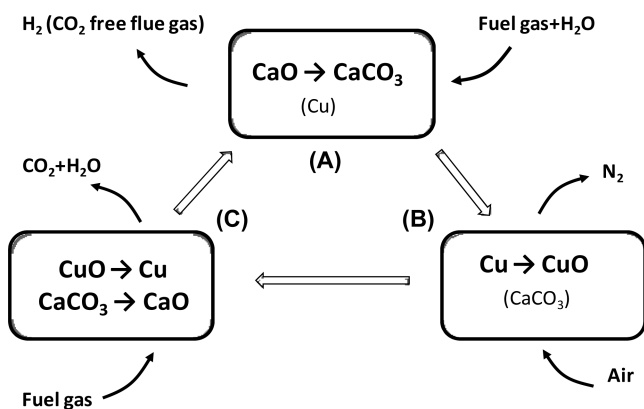 H₂ (CO₂ free flue gas)
Fuel gas+H₂O
CaO → CaCO₃
(Cu)
(A)
CO₂+H₂O
N₂
(C)
(B)
CuO → Cu
CaCO₃ → CaO
Cu → CuO
(CaCO₃)
Fuel gas
Air